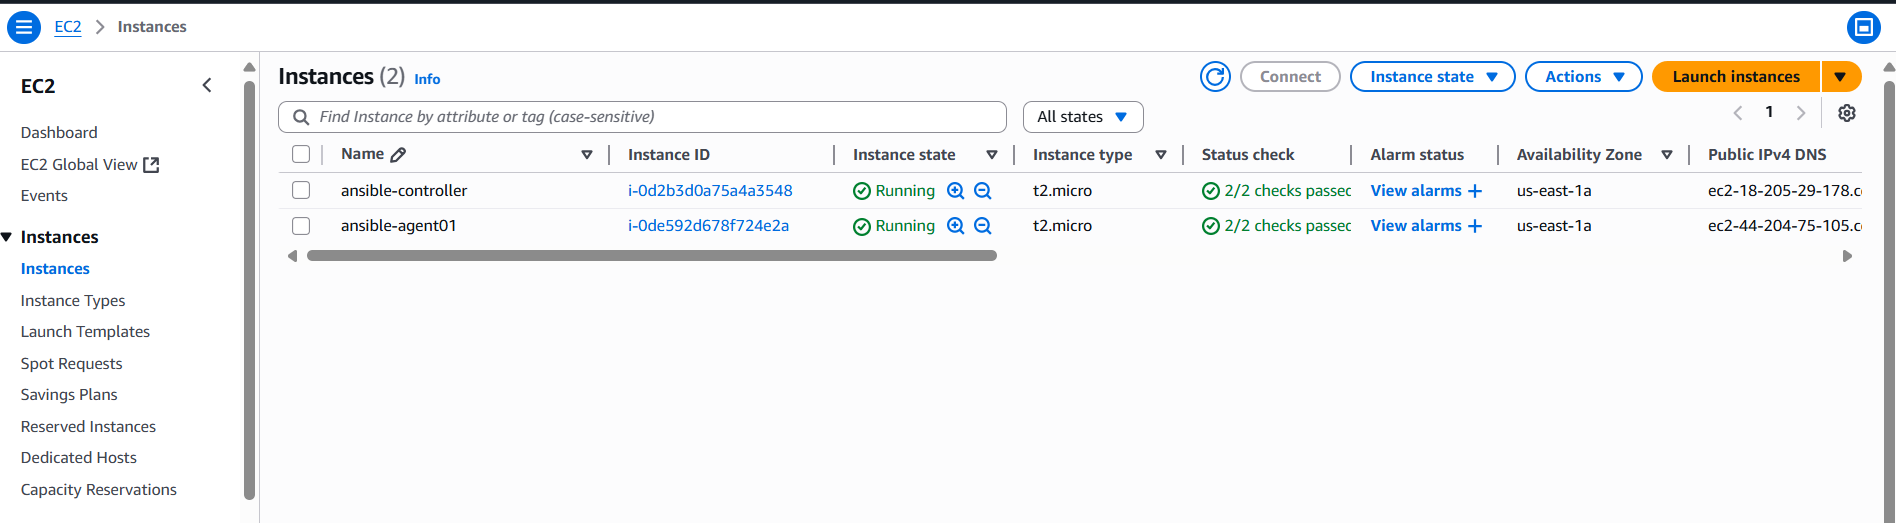 EC2 > Instances
EC2
Dashboard
EC2 Global View
Events
Instances
Instances
Instance Types
Launch Templates
Spot Requests
Savings Plans
Reserved Instances
Dedicated Hosts
Capacity Reservations
Instances (2) Info
Connect Instance state Actions Launch instances
Find Instance by attribute or tag (case-sensitive) All states 1
Name Instance ID Instance state Instance type Status check Alarm status Availability Zone Public IPv4 DNS
ansible-controller i-0d2b3d0a75a4a3548 Running t2.micro 2/2 checks passed View alarms + us-east-1a ec2-18-205-29-178.c
ansible-agent01 i-0de592d678f724e2a Running t2.micro 2/2 checks passed View alarms + us-east-1a ec2-44-204-75-105.c